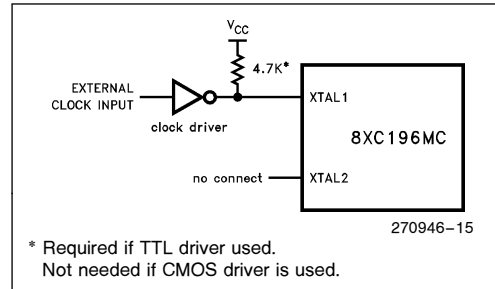 VCC
4.7K*
EXTERNAL
CLOCK INPUT
clock driver
XTAL1
8XC196MC
no connect
XTAL2
270946-15
* Required if TTL driver used.
Not needed if CMOS driver is used.